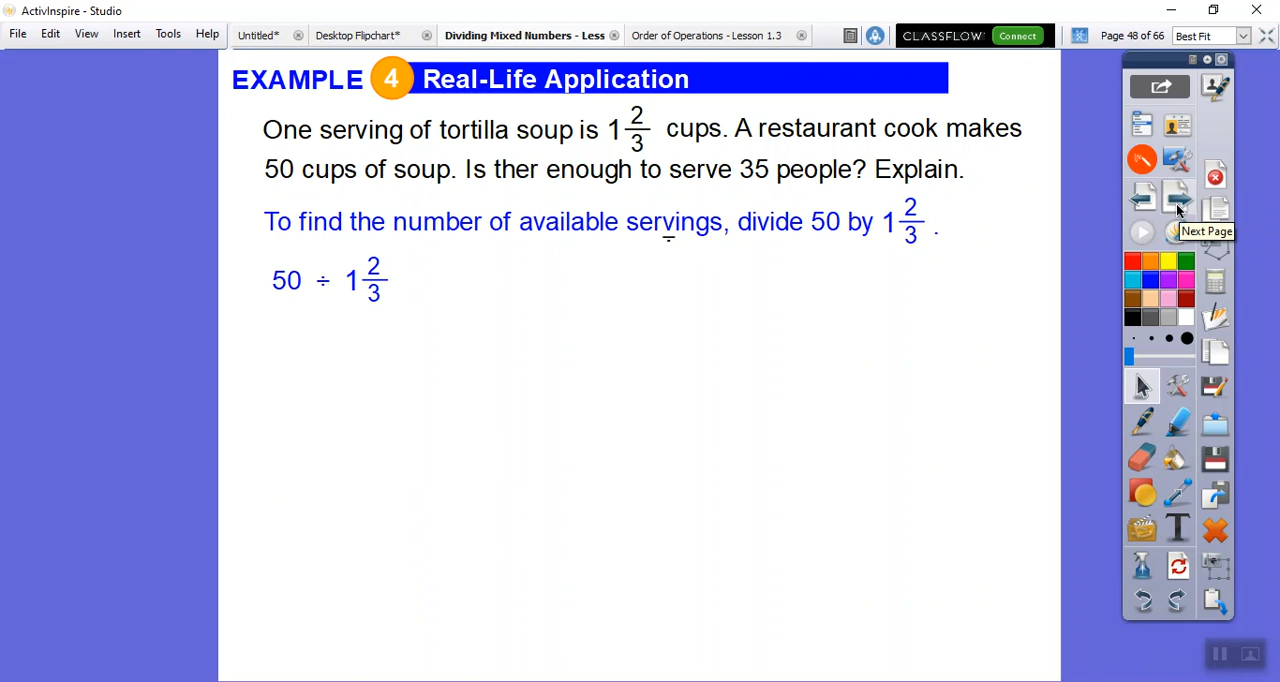 ActivInspire - Studio
File Edit View Insert Tools Help
Untitled* Desktop Flipchart* Dividing Mixed Numbers - Less Order of Operations - Lesson 1.3 CLASSFLOW Connect Page 48 of 66 Best Fit
EXAMPLE 4 Real-Life Application
One serving of tortilla soup is 1 2/3 cups. A restaurant cook makes
50 cups of soup. Is ther enough to serve 35 people? Explain.
To find the number of available servings, divide 50 by 1 2/3 .
50 ÷ 1 2/3
Next Page
T